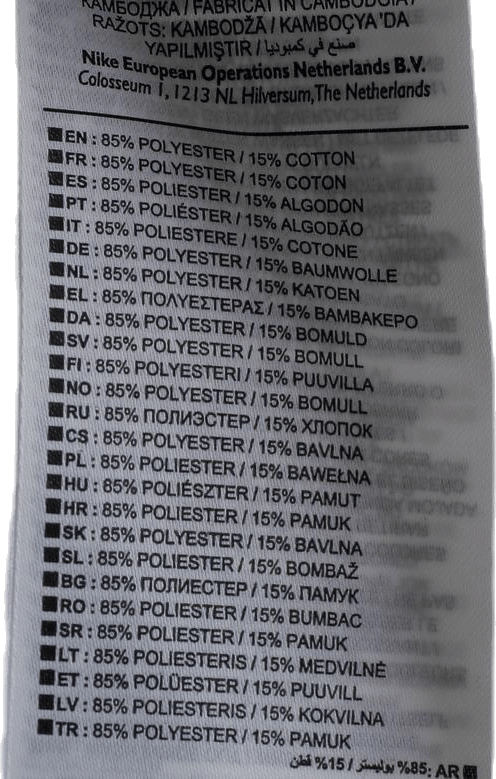 КАМБОДЖА / FABRICAT ÎN CAMBODGIA /
RAŽOTS: KAMBODŽĀ / KAMBOÇYA'DA
YAPILMIŞTIR / صنع في كمبوديا
Nike European Operations Netherlands B.V.
Colosseum 1, 1213 NL Hilversum, The Netherlands
EN : 85% POLYESTER / 15% COTTON
FR : 85% POLYESTER / 15% COTON
ES : 85% POLIESTER / 15% ALGODON
PT : 85% POLIÉSTER / 15% ALGODÃO
IT : 85% POLIESTERE / 15% COTONE
DE : 85% POLYESTER / 15% BAUMWOLLE
NL : 85% POLYESTER / 15% KATOEN
EL : 85% ΠΟΛΥΕΣΤΕΡΑΣ / 15% ΒΑΜΒΑΚΕΡΟ
DA : 85% POLYESTER / 15% BOMULD
SV : 85% POLYESTER / 15% BOMULL
FI : 85% POLYESTERI / 15% PUUVILLA
NO : 85% POLYESTER / 15% BOMULL
RU : 85% ПОЛИЭСТЕР / 15% ХЛОПОК
CS : 85% POLYESTER / 15% BAVLNA
PL : 85% POLIESTER / 15% BAWEŁNA
HU : 85% POLIÉSZTER / 15% PAMUT
HR : 85% POLIESTER / 15% PAMUK
SK : 85% POLYESTER / 15% BAVLNA
SL : 85% POLIESTER / 15% BOMBAŽ
BG : 85% ПОЛИЕСТЕР / 15% ПАМУК
RO : 85% POLIESTER / 15% BUMBAC
SR : 85% POLIESTER / 15% PAMUK
LT : 85% POLIESTERIS / 15% MEDVILNĖ
ET : 85% POLÜESTER / 15% PUUVILL
LV : 85% POLIESTERIS / 15% KOKVILNA
TR : 85% POLYESTER / 15% PAMUK
AR :85% بوليستر / 15% قطن